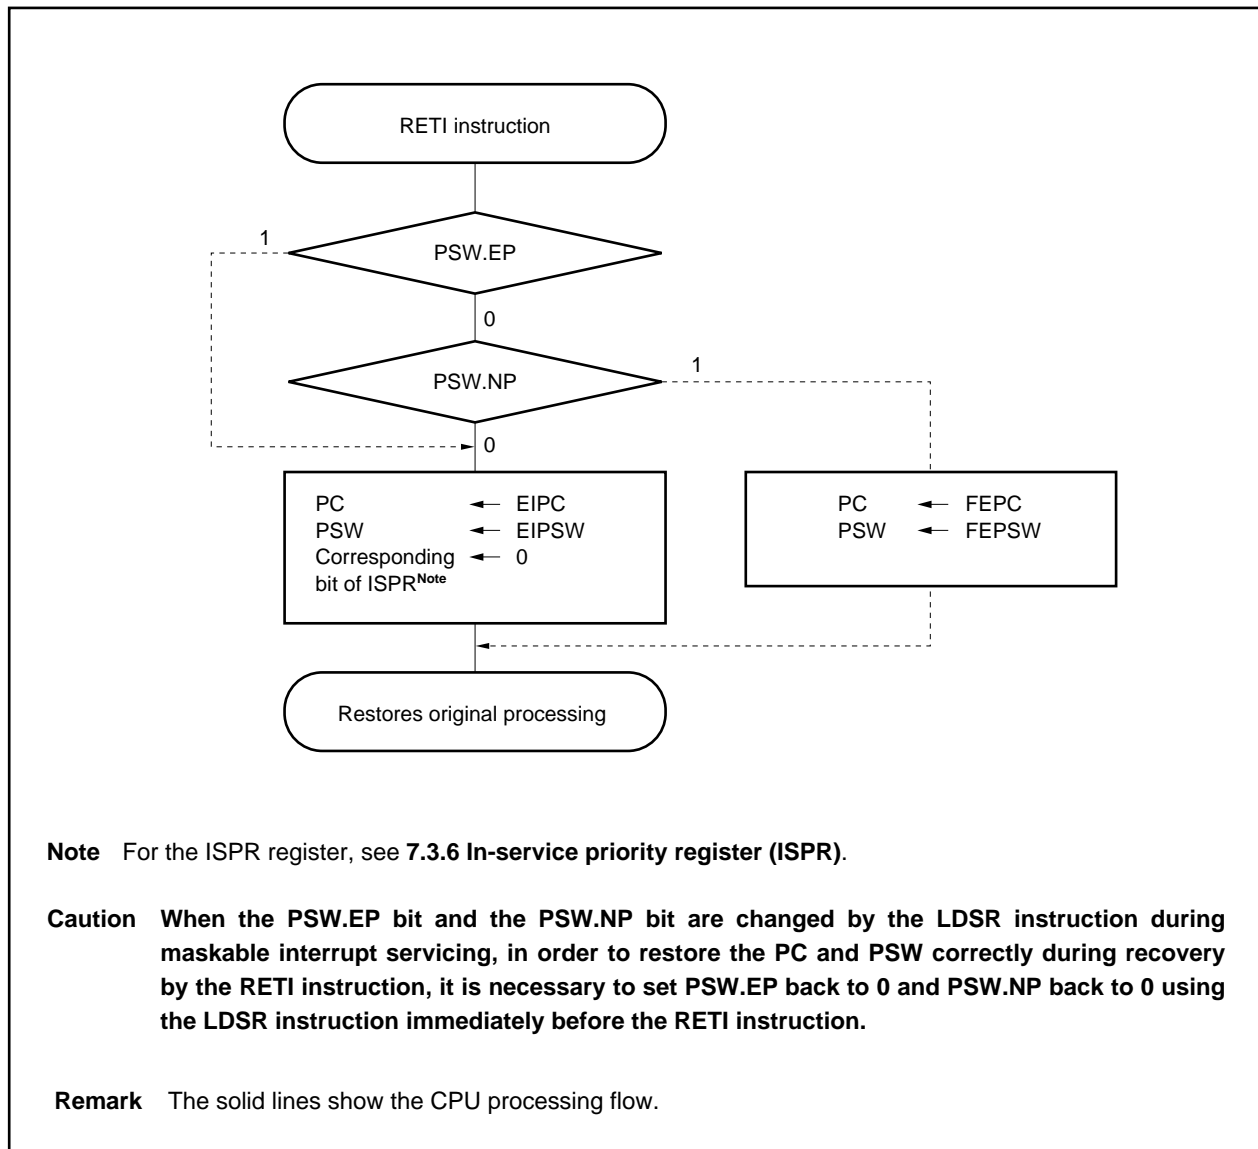 RETI instruction
1
PSW.EP
0
1
PSW.NP
0
PC ← EIPC
PSW ← EIPSW
Corresponding ← 0
bit of ISPRNote
PC ← FEPC
PSW ← FEPSW
Restores original processing
Note For the ISPR register, see 7.3.6 In-service priority register (ISPR).
Caution When the PSW.EP bit and the PSW.NP bit are changed by the LDSR instruction during
maskable interrupt servicing, in order to restore the PC and PSW correctly during recovery
by the RETI instruction, it is necessary to set PSW.EP back to 0 and PSW.NP back to 0 using
the LDSR instruction immediately before the RETI instruction.
Remark The solid lines show the CPU processing flow.